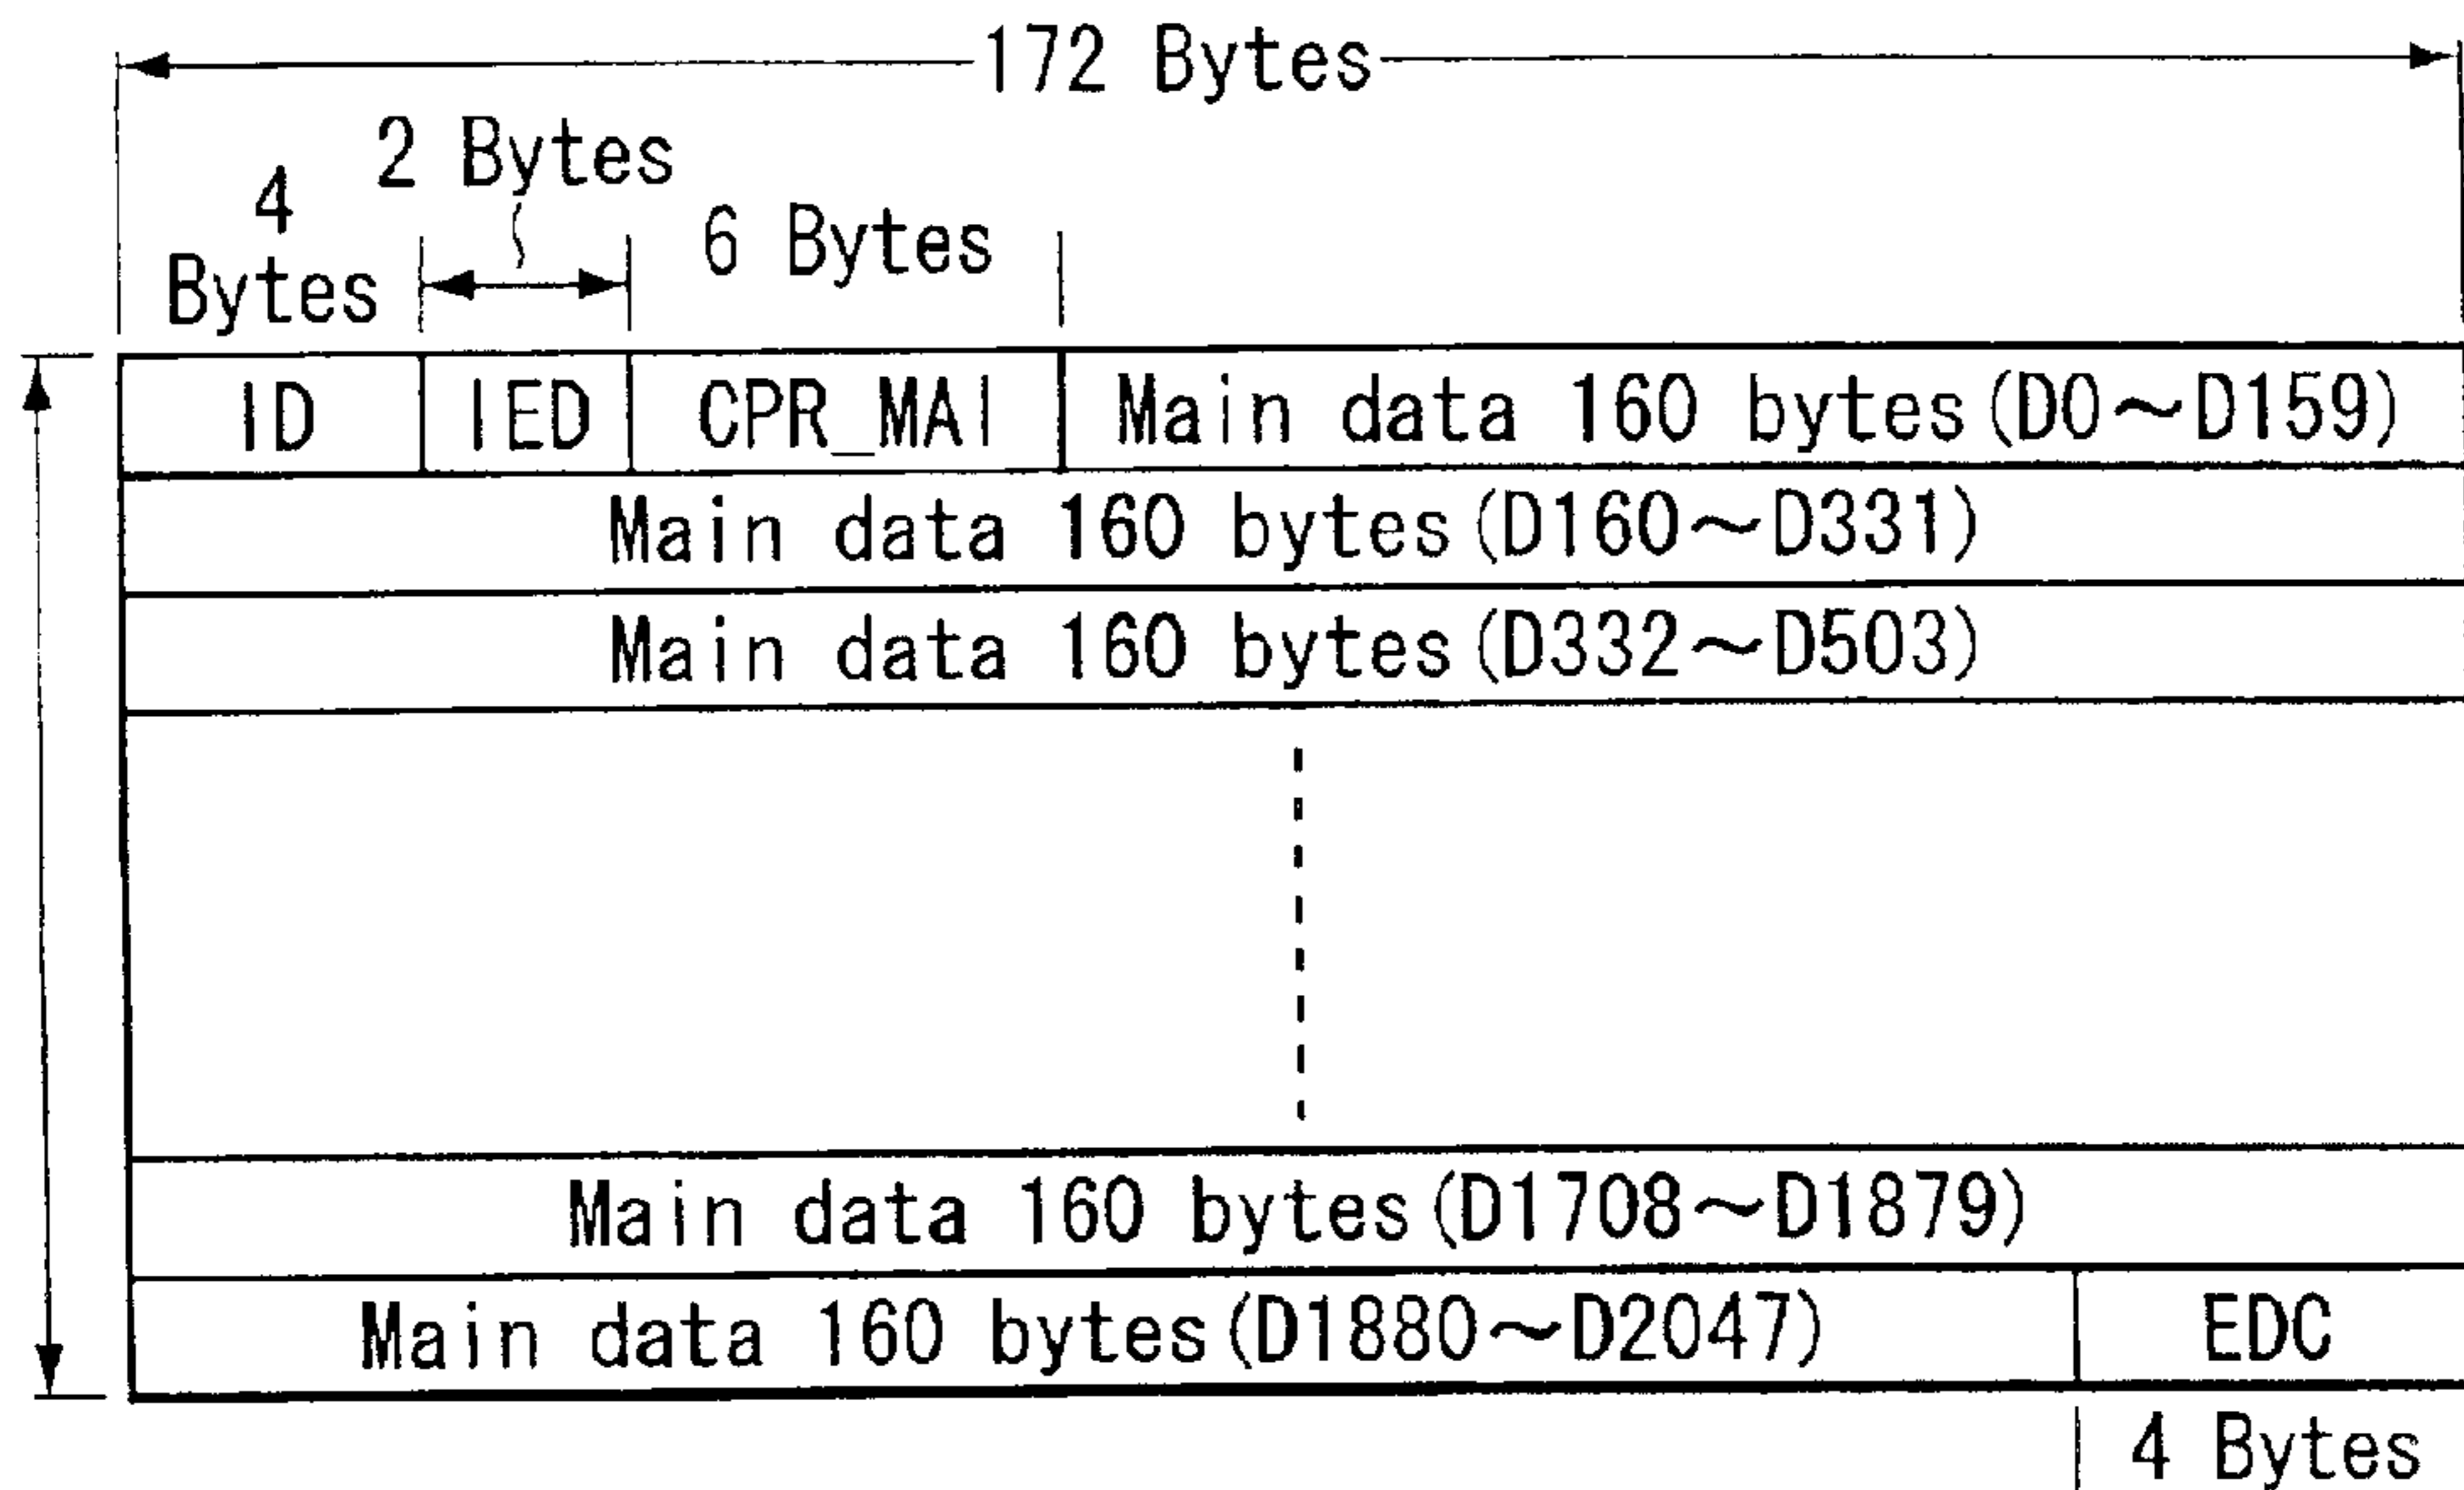 172 Bytes
2 Bytes
4
Bytes
6 Bytes
ID IED CPR_MAI Main data 160 bytes(D0～D159)
Main data 160 bytes(D160～D331)
Main data 160 bytes(D332～D503)
Main data 160 bytes(D1708～D1879)
Main data 160 bytes(D1880～D2047) EDC
4 Bytes